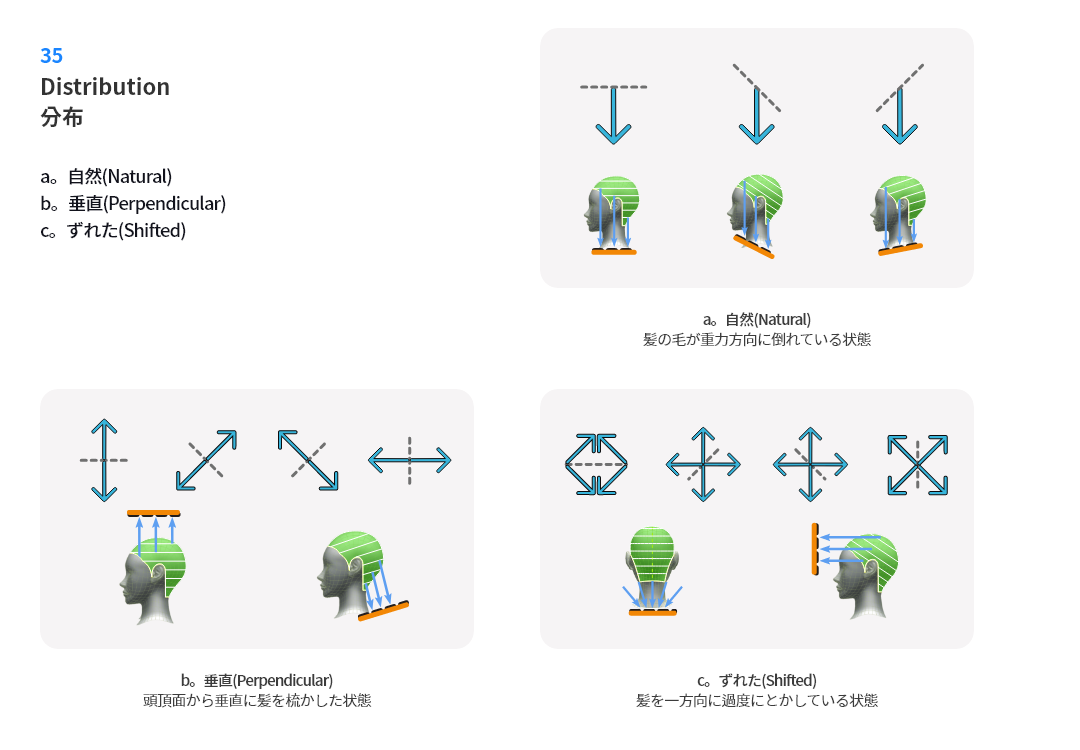 35
Distribution
分布
a。自然(Natural)
b。垂直(Perpendicular)
c。ずれた(Shifted)
a。自然(Natural)
髪の毛が重力方向に倒れている状態
b。垂直(Perpendicular)
頭頂面から垂直に髪を梳かした状態
c。ずれた(Shifted)
髪を一方向に過度にとかしている状態